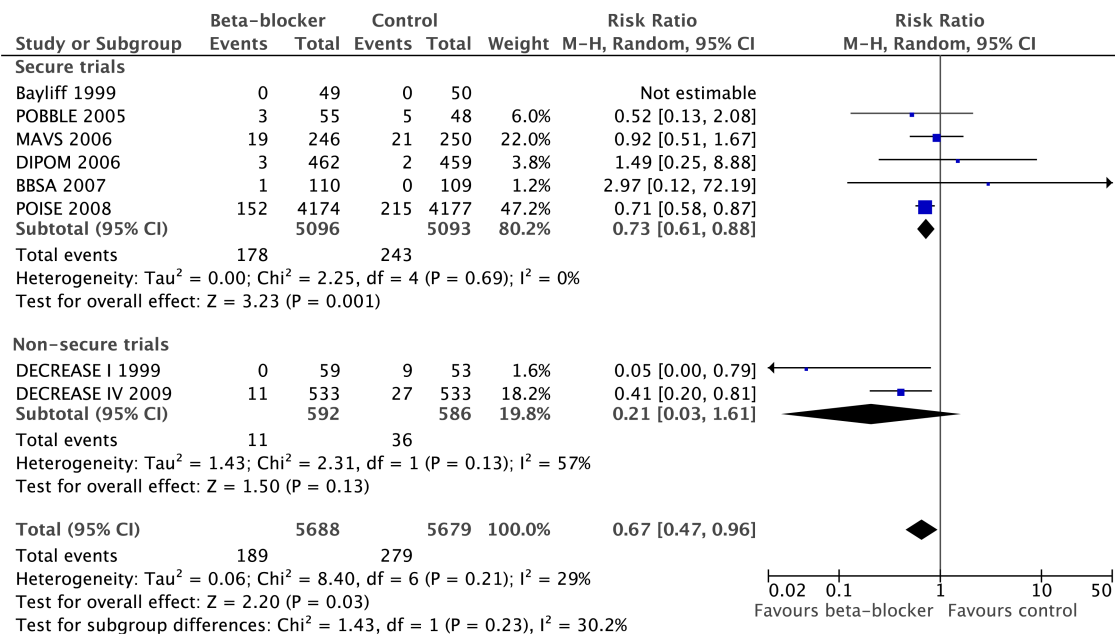 Beta-blocker Control Risk Ratio Risk Ratio
Study or Subgroup Events Total Events Total Weight M-H, Random, 95% CI M-H, Random, 95% CI
Secure trials
Bayliff 1999 0 49 0 50 Not estimable
POBBLE 2005 3 55 5 48 6.0% 0.52 [0.13, 2.08]
MAVS 2006 19 246 21 250 22.0% 0.92 [0.51, 1.67]
DIPOM 2006 3 462 2 459 3.8% 1.49 [0.25, 8.88]
BBSA 2007 1 110 0 109 1.2% 2.97 [0.12, 72.19]
POISE 2008 152 4174 215 4177 47.2% 0.71 [0.58, 0.87]
Subtotal (95% CI) 5096 5093 80.2% 0.73 [0.61, 0.88]
Total events 178 243
Heterogeneity: Tau² = 0.00; Chi² = 2.25, df = 4 (P = 0.69); I² = 0%
Test for overall effect: Z = 3.23 (P = 0.001)
Non-secure trials
DECREASE I 1999 0 59 9 53 1.6% 0.05 [0.00, 0.79]
DECREASE IV 2009 11 533 27 533 18.2% 0.41 [0.20, 0.81]
Subtotal (95% CI) 592 586 19.8% 0.21 [0.03, 1.61]
Total events 11 36
Heterogeneity: Tau² = 1.43; Chi² = 2.31, df = 1 (P = 0.13); I² = 57%
Test for overall effect: Z = 1.50 (P = 0.13)
Total (95% CI) 5688 5679 100.0% 0.67 [0.47, 0.96]
Total events 189 279
Heterogeneity: Tau² = 0.06; Chi² = 8.40, df = 6 (P = 0.21); I² = 29%
Test for overall effect: Z = 2.20 (P = 0.03)
Test for subgroup differences: Chi² = 1.43, df = 1 (P = 0.23), I² = 30.2%
0.02 0.1 1 10 50
Favours beta-blocker Favours control